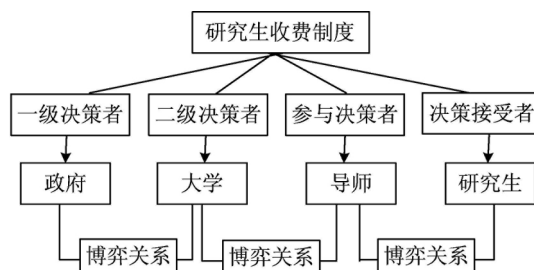 研究生收费制度
一级决策者
二级决策者
参与决策者
决策接受者
政府
大学
导师
研究生
博弈关系
博弈关系
博弈关系